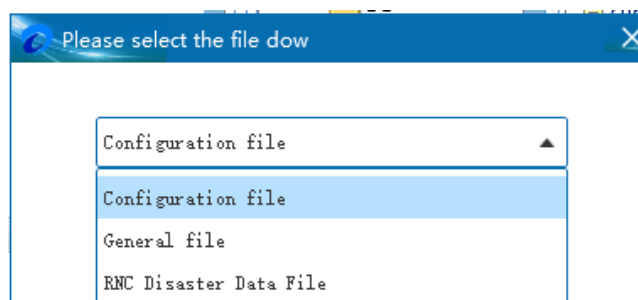 Please select the file dow
Configuration file
Configuration file
General file
RNC Disaster Data File